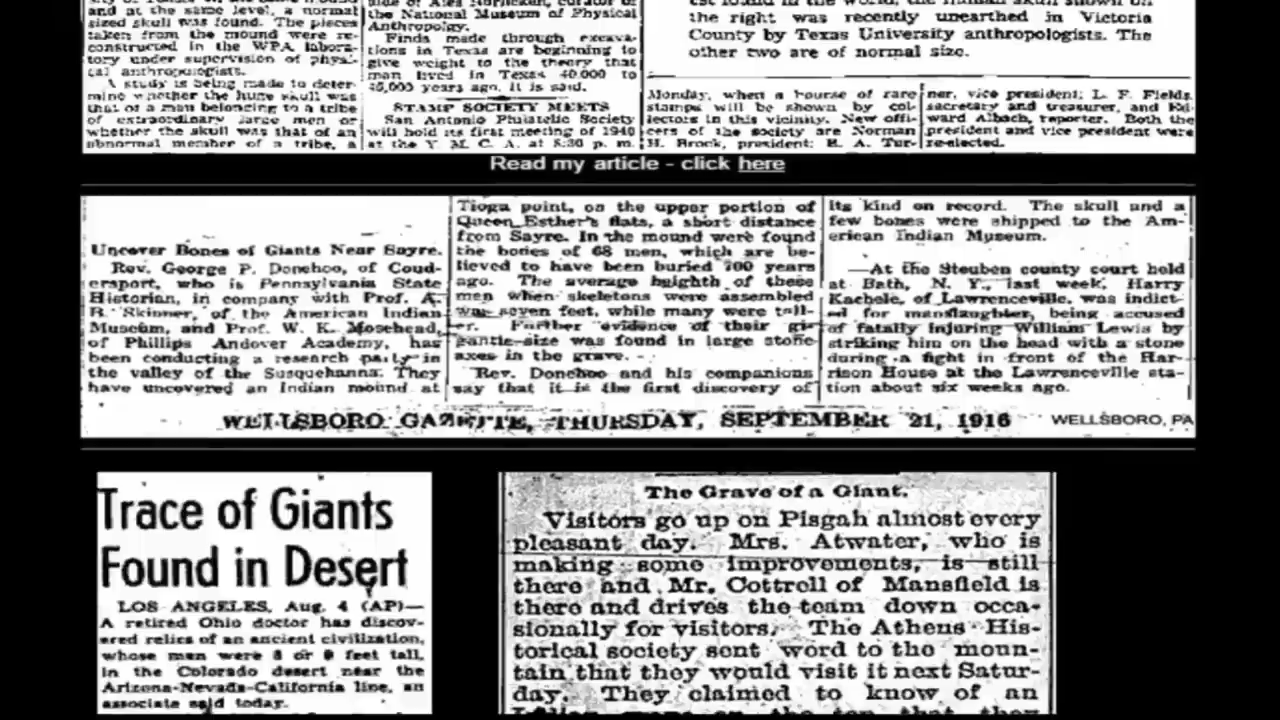 and at the same level, a normal
sized skull was found. The pieces
taken from the mound were re-
constructed in the WPA labora-
tory under supervision of physi-
cal anthropologists.
A study is being made to deter-
mine whether the huge skull was
that of a man belonging to a tribe
of extraordinary large men or
whether the skull was that of an
abnormal member of a tribe, a
the National Museum of Physical
Anthropolgy.
Finds made through excava-
tions in Texas are beginning to
give weight to the theory that
man lived in Texas 40,000 to
45,000 years ago, it is said.
STAMP SOCIETY MEETS
San Antonio Philatelic Society
will hold its first meeting of 1940
at the Y. M. C. A. at 8:30 p. m.
the right was recently unearthed in Victoria
County by Texas University anthropologists. The
other two are of normal size.
Monday, when a bourse of rare
stamps will be shown by col-
lectors in this vicinity. New offi-
cers of the society are Norman
H. Brock, president; E. A. Tur-
ner, vice president; L. F. Fields,
secretary and treasurer, and Ed-
ward Albach, reporter. Both the
president and vice president were
re-elected.
Read my article - click here
Uncover Bones of Giants Near Sayre.
Rev. George P. Donehoo, of Coud-
ersport, who is Pennsylvania State
Historian, in company with Prof. A.
B. Skinner, of the American Indian
Museum, and Prof. W. K. Morehead,
of Phillips Andover Academy, has
been conducting a research party in
the valley of the Susquehanna. They
have uncovered an Indian mound at
Tioga point, on the upper portion of
Queen Esther's flats, a short distance
from Sayre. In the mound were found
the bones of 68 men, which are be-
lieved to have been buried 700 years
ago. The average heighth of these
men when skeletons were assembled
was seven feet, while many were tall-
er. Further evidence of their gi-
gantic size was found in large stone
axes in the grave.
Rev. Donehoo and his companions
say that it is the first discovery of
its kind on record. The skull and a
few bones were shipped to the Am-
erican Indian Museum.
—At the Steuben county court held
at Bath, N. Y., last week, Harry
Kachele, of Lawrenceville, was indict-
ed for manslaughter, being accused
of fatally injuring William Lewis by
striking him on the head with a stone
during a fight in front of the Har-
rison House at the Lawrenceville sta-
tion about six weeks ago.
WELLSBORO GAZETTE, THURSDAY, SEPTEMBER 21, 1916 WELLSBORO, PA
Trace of Giants
Found in Desert
LOS ANGELES, Aug. 4 (AP)—
A retired Ohio doctor has discov-
ered relics of an ancient civilization,
whose men were 8 or 9 feet tall,
in the Colorado desert near the
Arizona-Nevada-California line, an
associate said today.
The Grave of a Giant.
Visitors go up on Pisgah almost every
pleasant day. Mrs. Atwater, who is
making some improvements, is still
there and Mr. Cottrell of Mansfield is
there and drives the team down occa-
sionally for visitors. The Athens His-
torical society sent word to the moun-
tain that they would visit it next Satur-
day. They claimed to know of an